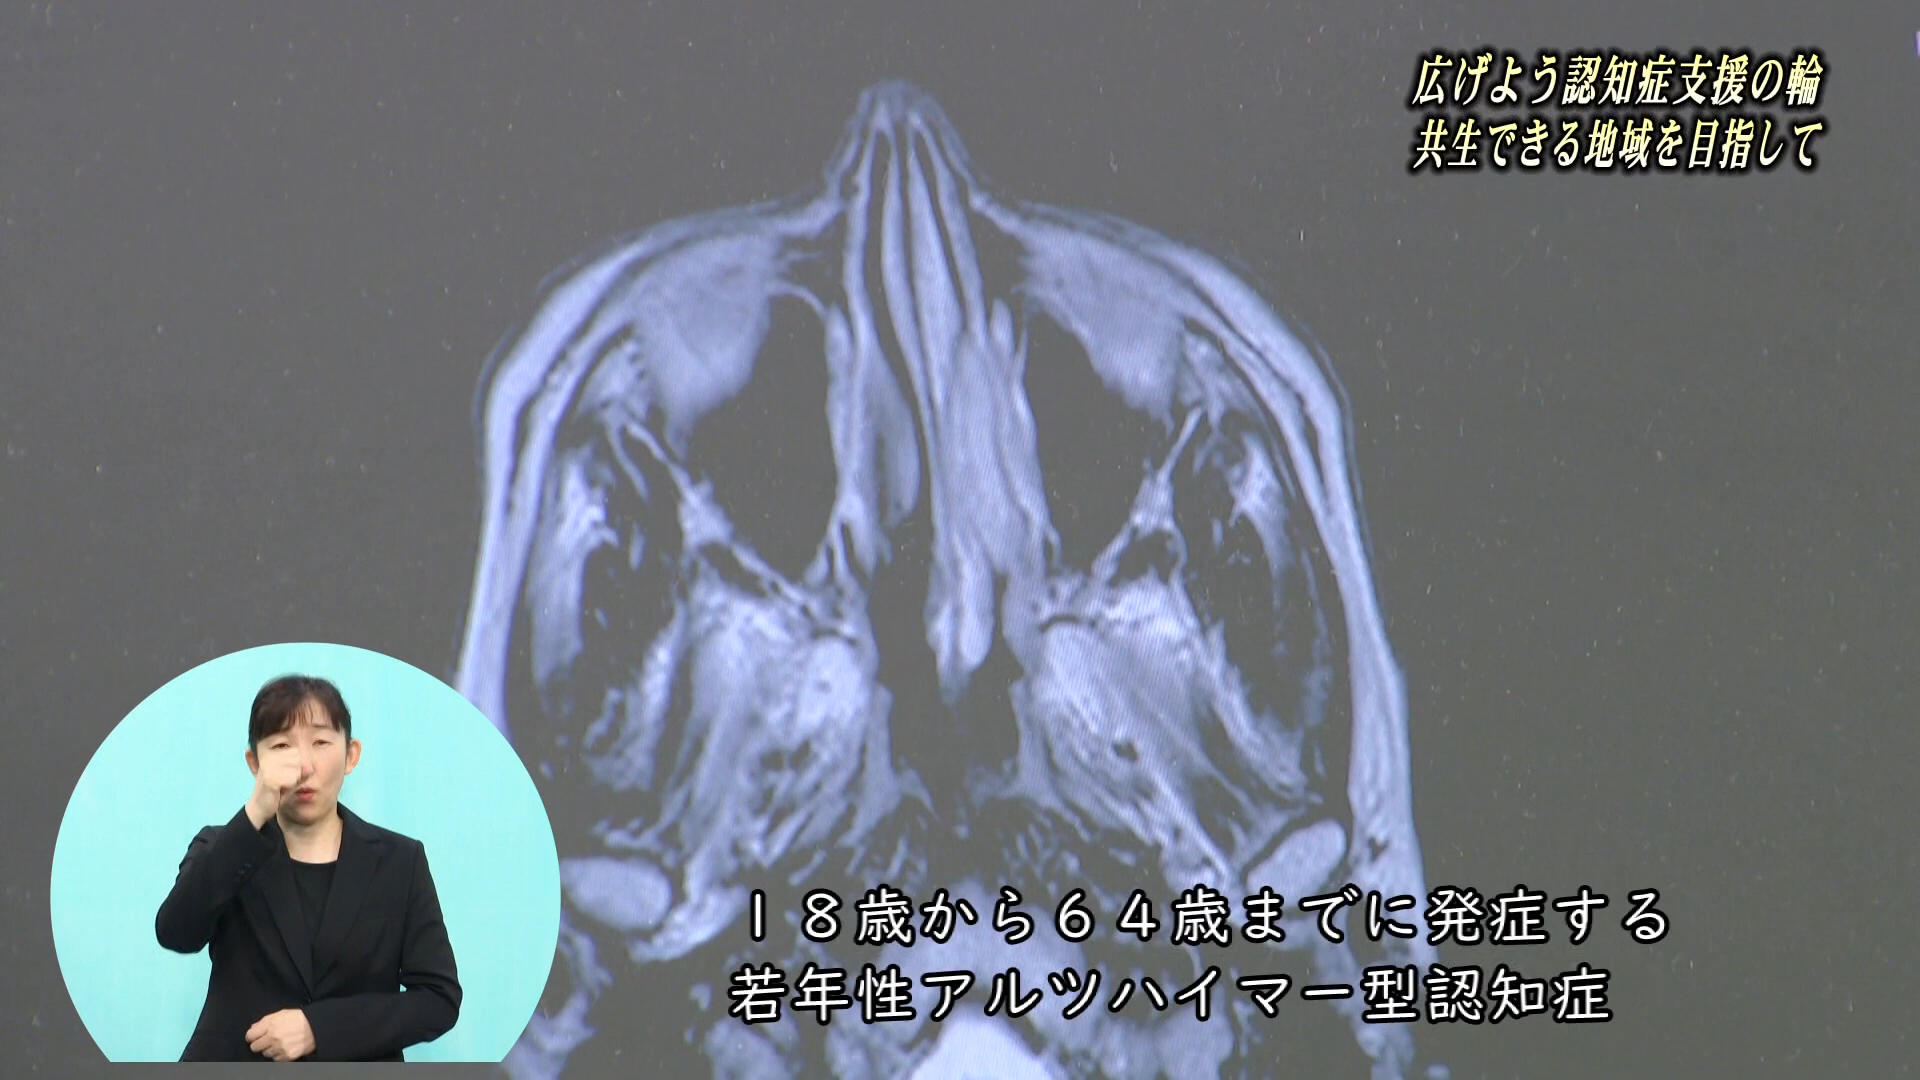 広げよう認知症支援の輪
共生できる地域を目指して
１８歳から６４歳までに発症する
若年性アルツハイマー型認知症